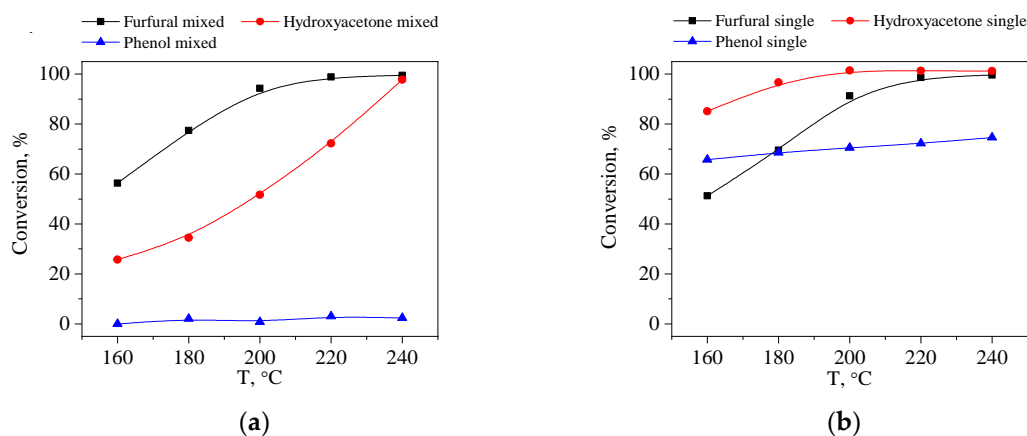 Furfural mixed Hydroxyacetone mixed
Phenol mixed
100
80
60
40
20
0
Conversion, %
160 180 200 220 240
T, °C
(a)
Furfural single Hydroxyacetone single
Phenol single
100
80
60
40
20
0
Conversion, %
160 180 200 220 240
T, °C
(b)